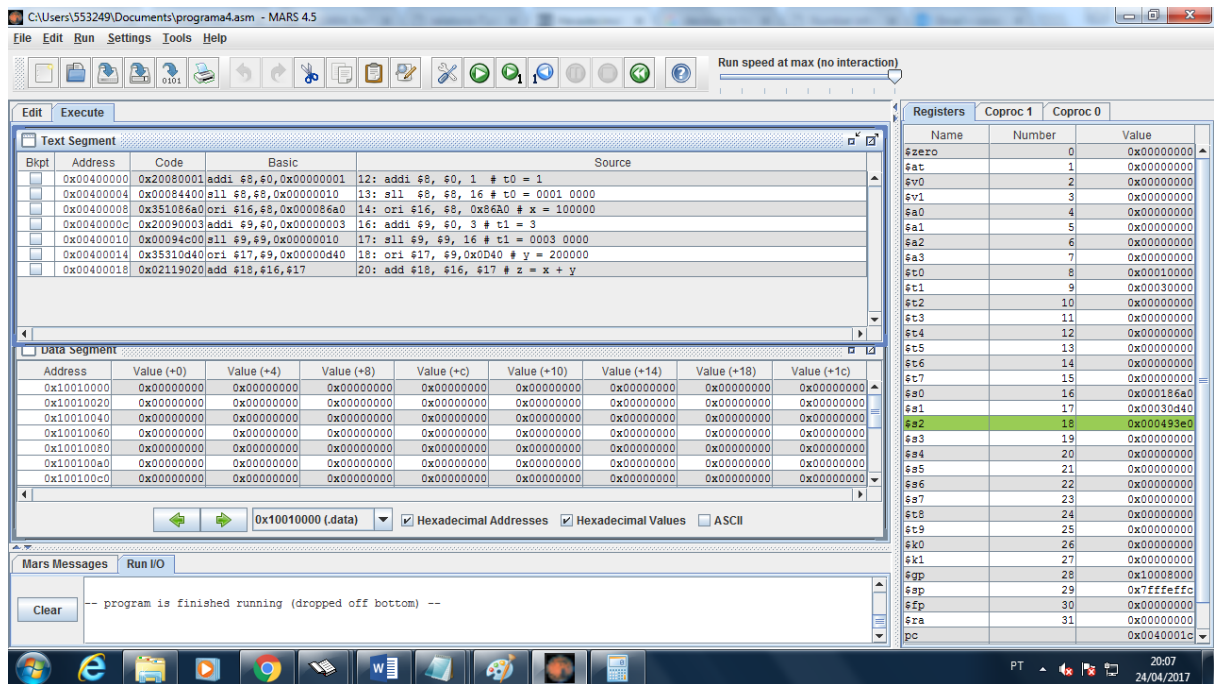 C:\Users\553249\Documents\programa4.asm - MARS 4.5
File Edit Run Settings Tools Help
Run speed at max (no interaction)
Edit Execute
Text Segment
Bkpt Address Code Basic Source
0x00400000 0x20080001 addi $8,$0,0x00000001 12: addi $8, $0, 1 # t0 = 1
0x00400004 0x00084400 sll $8,$8,0x00000010 13: sll $8, $8, 16 # t0 = 0001 0000
0x00400008 0x351086a0 ori $16,$8,0x000086a0 14: ori $16, $8, 0x86A0 # x = 100000
0x0040000c 0x20090003 addi $9,$0,0x00000003 16: addi $9, $0, 3 # t1 = 3
0x00400010 0x00094c00 sll $9,$9,0x00000010 17: sll $9, $9, 16 # t1 = 0003 0000
0x00400014 0x35310d40 ori $17,$9,0x00000d40 18: ori $17, $9,0x0D40 # y = 200000
0x00400018 0x02119020 add $18,$16,$17 20: add $18, $16, $17 # z = x + y
Data Segment
Address Value (+0) Value (+4) Value (+8) Value (+c) Value (+10) Value (+14) Value (+18) Value (+1c)
0x10010000 0x00000000 0x00000000 0x00000000 0x00000000 0x00000000 0x00000000 0x00000000 0x00000000
0x10010020 0x00000000 0x00000000 0x00000000 0x00000000 0x00000000 0x00000000 0x00000000 0x00000000
0x10010040 0x00000000 0x00000000 0x00000000 0x00000000 0x00000000 0x00000000 0x00000000 0x00000000
0x10010060 0x00000000 0x00000000 0x00000000 0x00000000 0x00000000 0x00000000 0x00000000 0x00000000
0x10010080 0x00000000 0x00000000 0x00000000 0x00000000 0x00000000 0x00000000 0x00000000 0x00000000
0x100100a0 0x00000000 0x00000000 0x00000000 0x00000000 0x00000000 0x00000000 0x00000000 0x00000000
0x100100c0 0x00000000 0x00000000 0x00000000 0x00000000 0x00000000 0x00000000 0x00000000 0x00000000
0x10010000 (.data) Hexadecimal Addresses Hexadecimal Values ASCII
Mars Messages Run I/O
Clear
-- program is finished running (dropped off bottom) --
Registers Coproc 1 Coproc 0
Name Number Value
$zero 0 0x00000000
$at 1 0x00000000
$v0 2 0x00000000
$v1 3 0x00000000
$a0 4 0x00000000
$a1 5 0x00000000
$a2 6 0x00000000
$a3 7 0x00000000
$t0 8 0x00010000
$t1 9 0x00030000
$t2 10 0x00000000
$t3 11 0x00000000
$t4 12 0x00000000
$t5 13 0x00000000
$t6 14 0x00000000
$t7 15 0x00000000
$s0 16 0x000186a0
$s1 17 0x00030d40
$s2 18 0x000493e0
$s3 19 0x00000000
$s4 20 0x00000000
$s5 21 0x00000000
$s6 22 0x00000000
$s7 23 0x00000000
$t8 24 0x00000000
$t9 25 0x00000000
$k0 26 0x00000000
$k1 27 0x00000000
$gp 28 0x10008000
$sp 29 0x7fffeffc
$fp 30 0x00000000
$ra 31 0x00000000
pc 0x0040001c
PT
20:07
24/04/2017